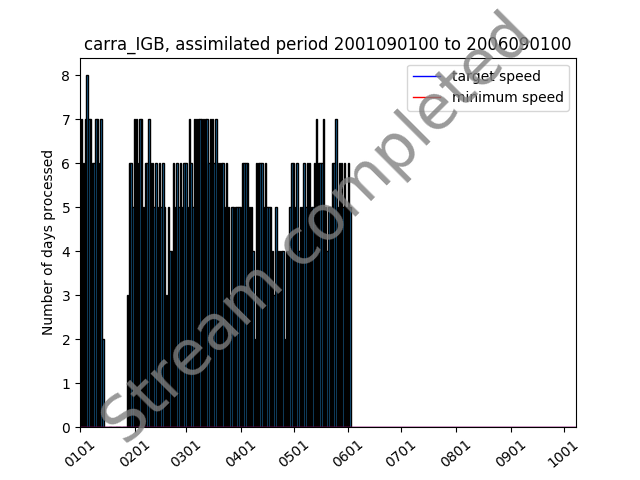 carra_IGB, assimilated period 2001090100 to 2006090100
target speed
minimum speed
Number of days processed
8
7
6
5
4
3
2
1
0
0101 0201 0301 0401 0501 0601 0701 0801 0901 1001
Stream completed